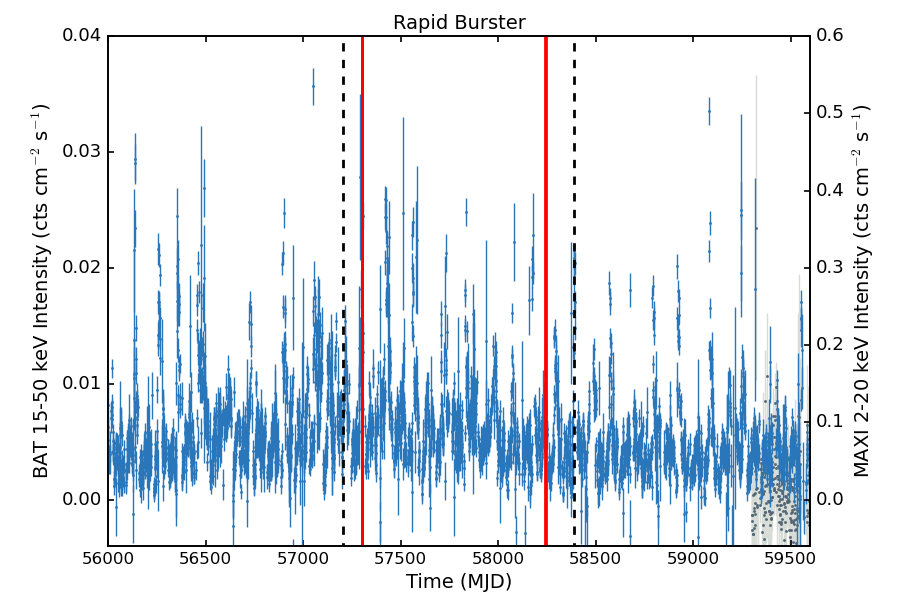 Rapid Burster
0.04
0.03
0.02
0.01
0.00
BAT 15-50 keV Intensity (cts cm⁻² s⁻¹)
0.6
0.5
0.4
0.3
0.2
0.1
0.0
MAXI 2-20 keV Intensity (cts cm⁻² s⁻¹)
56000 56500 57000 57500 58000 58500 59000 59500
Time (MJD)